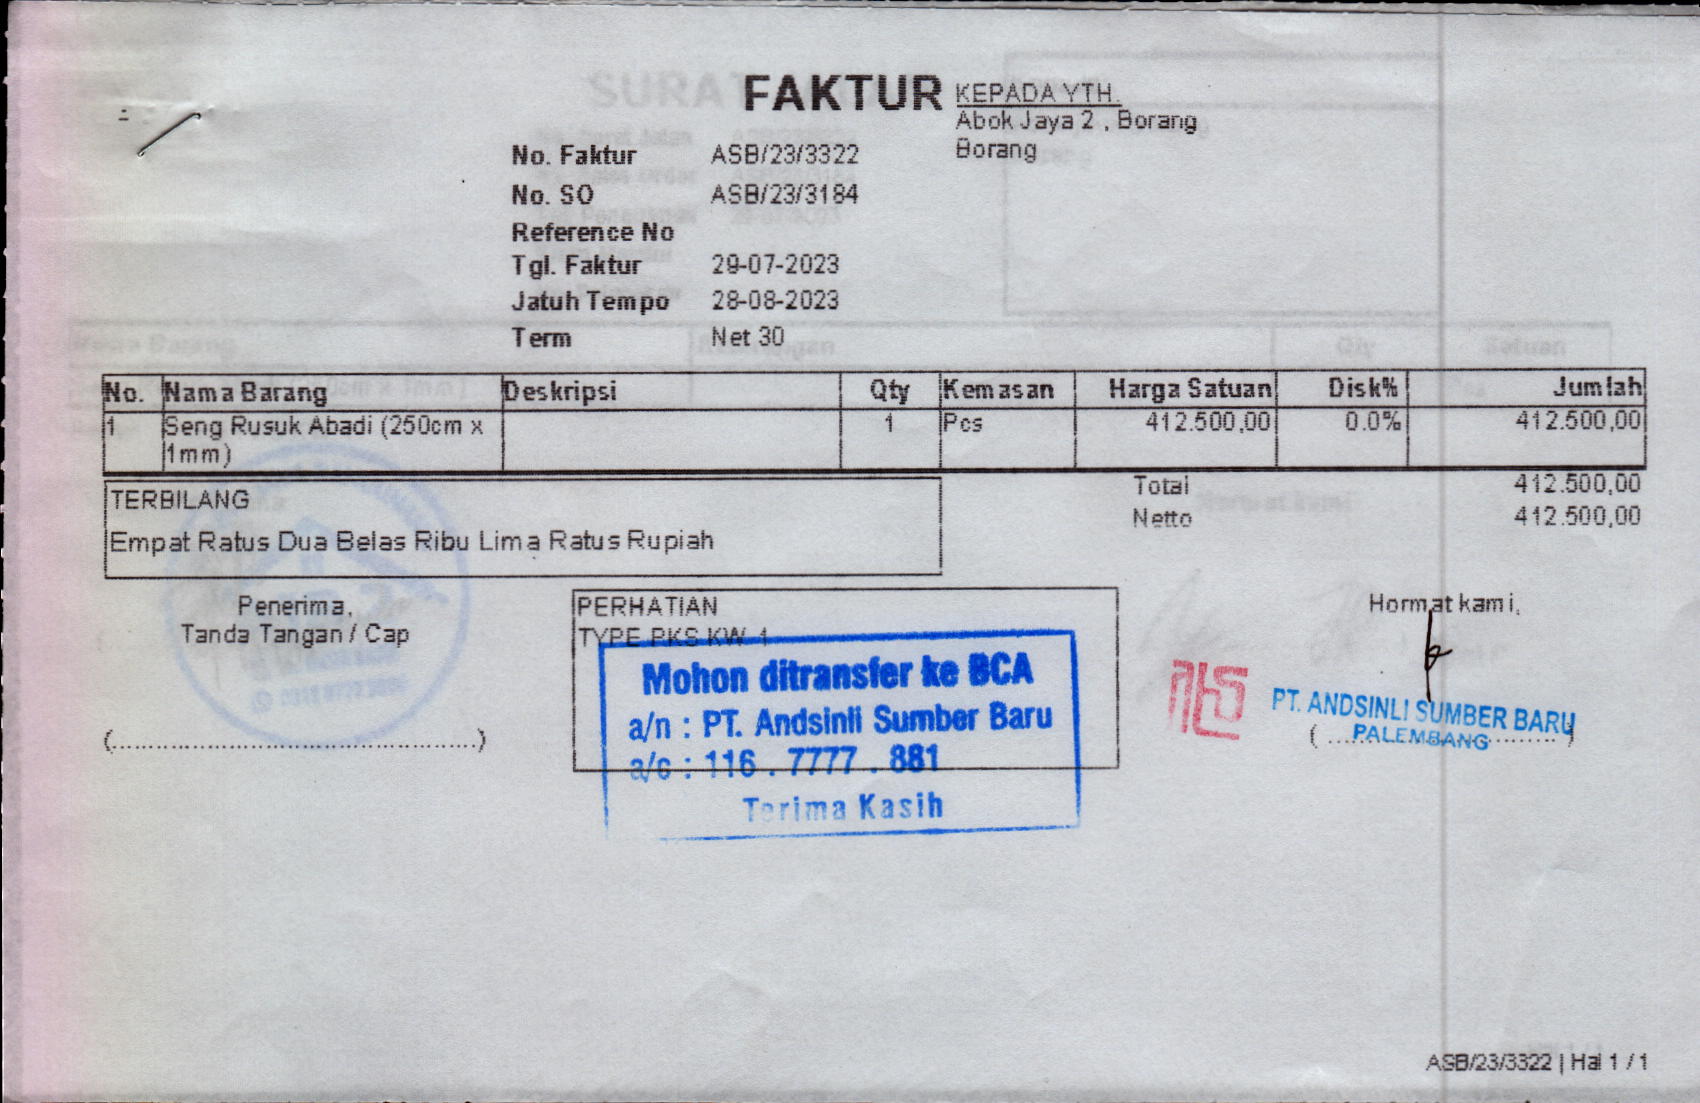 FAKTUR
KEPADA YTH.
Abok Jaya 2 , Borang
Borang
No. Faktur ASB/23/3322
No. SO ASB/23/3184
Reference No
Tgl. Faktur 29-07-2023
Jatuh Tempo 28-08-2023
Term Net 30
No. Nama Barang Deskripsi Qty Kemasan Harga Satuan Disk% Jumlah
1 Seng Rusuk Abadi (250cm x 1 Pcs 412.500,00 0.0% 412.500,00
1mm)
Total 412.500,00
Netto 412.500,00
TERBILANG
Empat Ratus Dua Belas Ribu Lima Ratus Rupiah
Penerima,
Tanda Tangan / Cap
(......................................................)
PERHATIAN
TYPE PKS KW 1
Mohon ditransfer ke BCA
a/n : PT. Andsinli Sumber Baru
a/c : 116 . 7777 . 881
Terima Kasih
Hormat kami,
PT. ANDSINLI SUMBER BARU
PALEMBANG
ASB/23/3322 | Hal 1 / 1